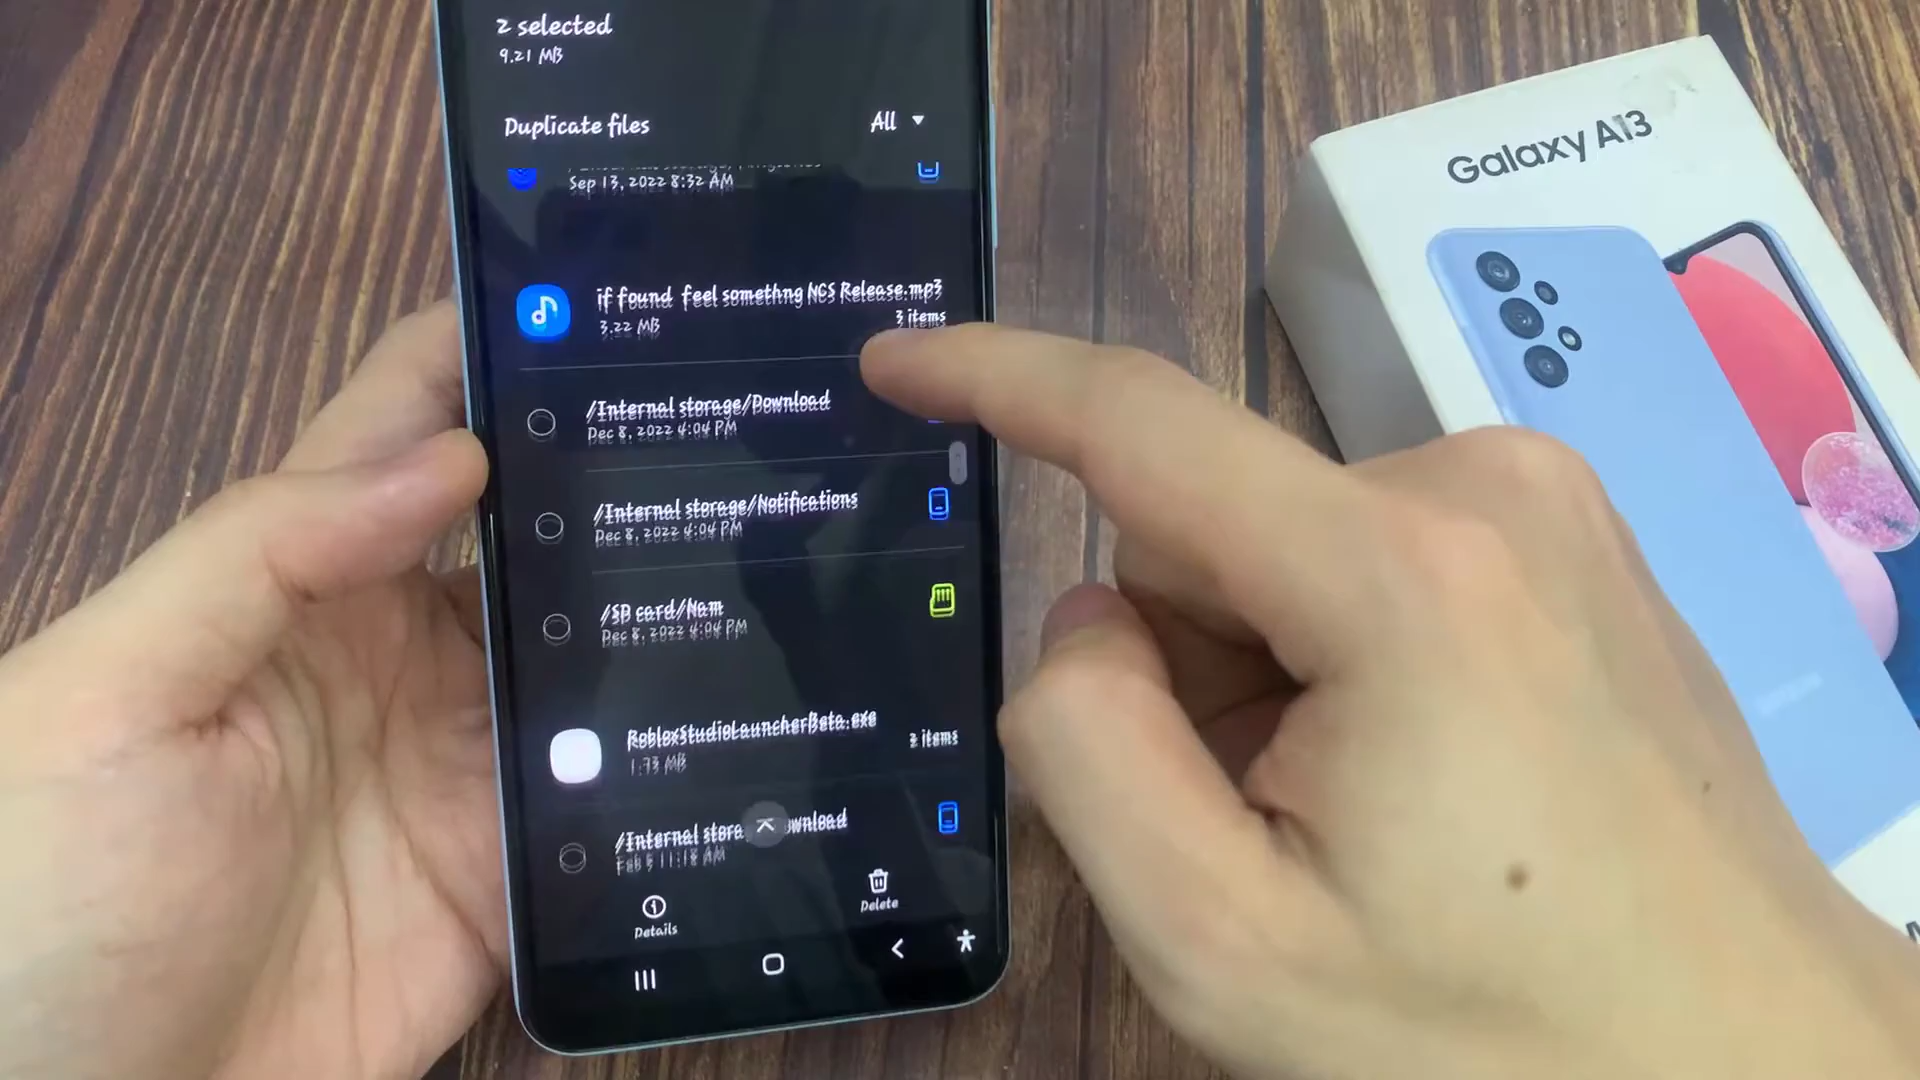 2 selected
9.21 MB
Duplicate files
All
Sep 13, 2022 8:32 AM
if found feel somethng NCS Release.mp3
3.22 MB
3 items
/Internal storage/Download
Dec 8, 2022 4:04 PM
/Internal storage/Notifications
Dec 8, 2022 4:04 PM
/SD card/Nam
Dec 8, 2022 4:04 PM
RobloxStudioLauncherBeta.exe
1.73 MB
items
/Internal stora wnload
11:18 AM
Details
Delete
Galaxy A13